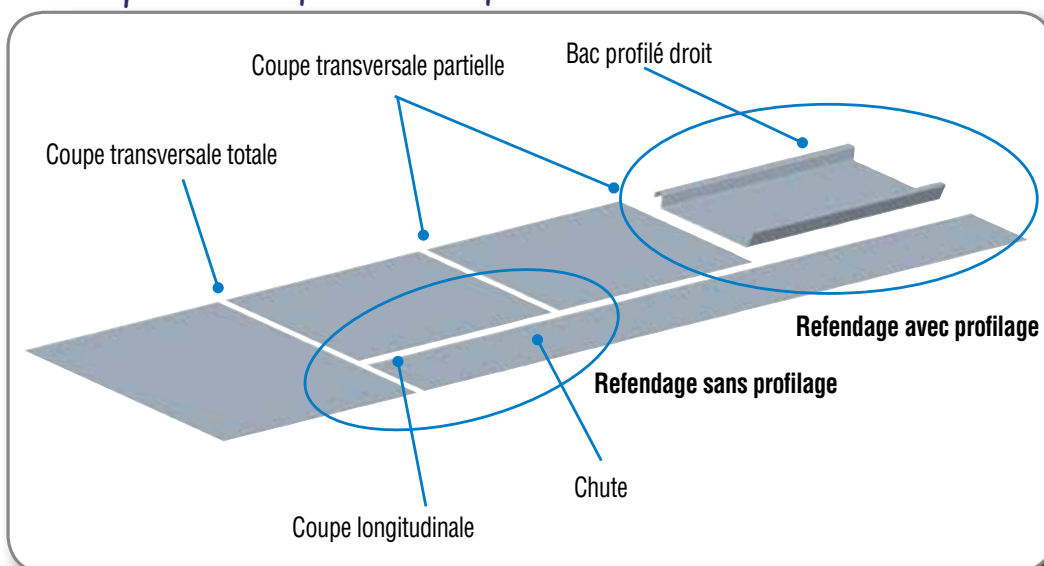 Coupe transversale partielle
Bac profilé droit
Coupe transversale totale
Refendage avec profilage
Refendage sans profilage
Chute
Coupe longitudinale